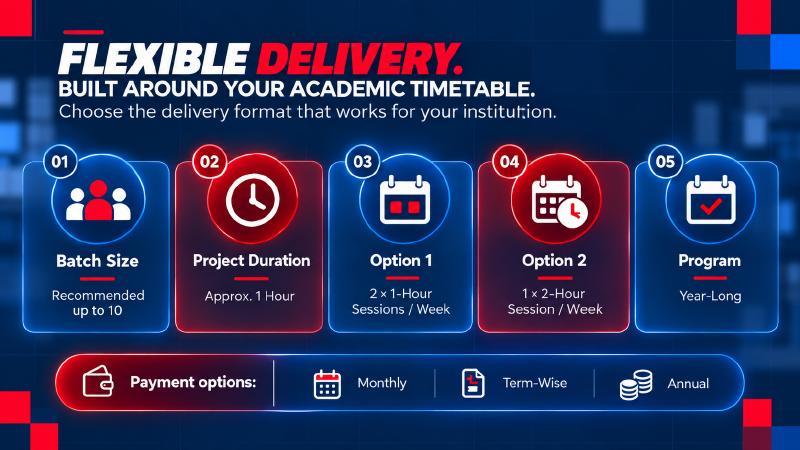 FLEXIBLE DELIVERY.
BUILT AROUND YOUR ACADEMIC TIMETABLE.
Choose the delivery format that works for your institution.
01
Batch Size
Recommended
up to 10
02
Project Duration
Approx. 1 Hour
03
Option 1
2 × 1-Hour
Sessions / Week
04
Option 2
1 × 2-Hour
Session / Week
05
Program
Year-Long
Payment options:
Monthly
Term-Wise
Annual